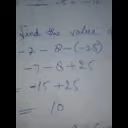 find the value o
-7 - 8 - (-25)
-7 - 8 + 25
-15 + 25
= 10